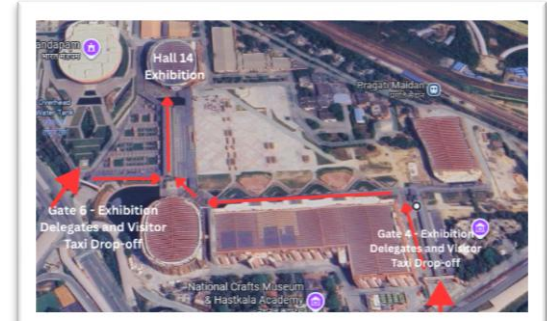 andapam
Hall 14
Exhibition
Pragati Maidan
Gate 6 - Exhibition
Delegates and Visitor
Taxi Drop-off
Gate 4 - Exhibition
Delegates and Visitor
Taxi Drop-off
National Crafts Museum
& Hastkala Academy